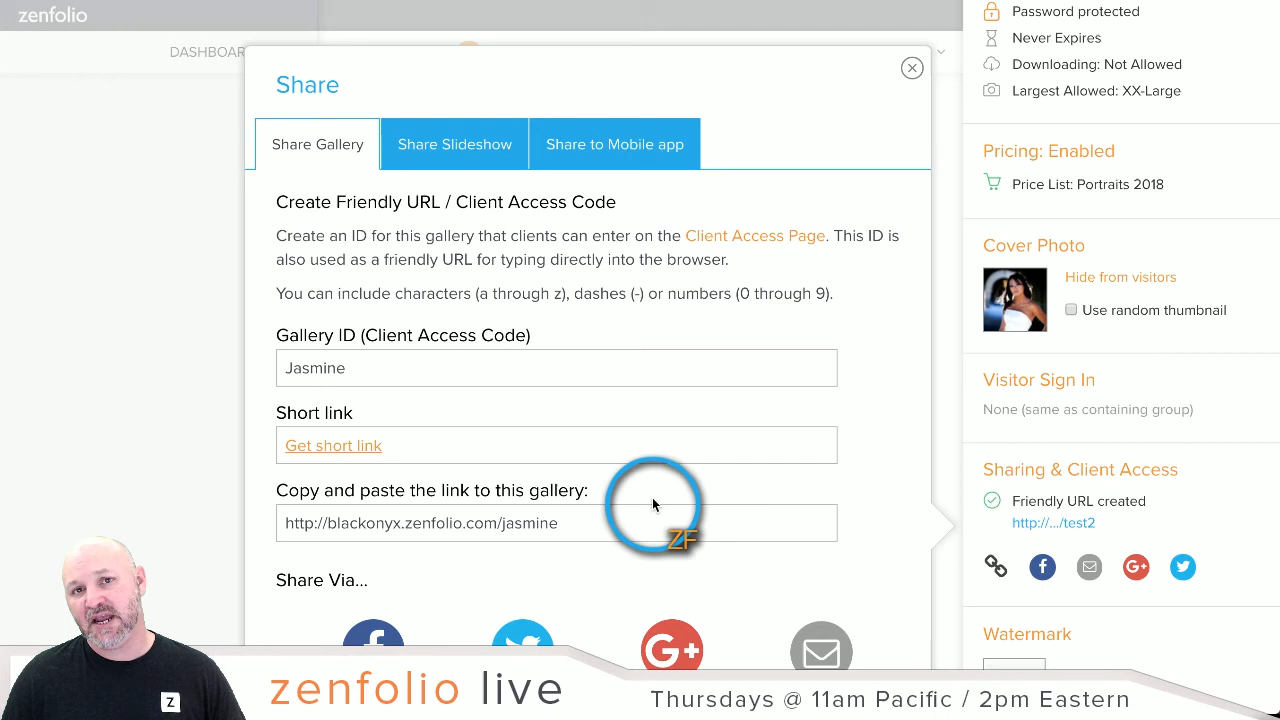 zenfolio
DASHBOAR
Share
Share Gallery
Share Slideshow
Share to Mobile app
Create Friendly URL / Client Access Code
Create an ID for this gallery that clients can enter on the Client Access Page. This ID is
also used as a friendly URL for typing directly into the browser.
You can include characters (a through z), dashes (-) or numbers (0 through 9).
Gallery ID (Client Access Code)
Jasmine
Short link
Get short link
Copy and paste the link to this gallery:
http://blackonyx.zenfolio.com/jasmine
ZF
Share Via...
f
G+
Password protected
Never Expires
Downloading: Not Allowed
Largest Allowed: XX-Large
Pricing: Enabled
Price List: Portraits 2018
Cover Photo
Hide from visitors
Use random thumbnail
Visitor Sign In
None (same as containing group)
Sharing & Client Access
Friendly URL created
http://.../test2
f
G+
Watermark
Z
zenfolio live
Thursdays @ 11am Pacific / 2pm Eastern